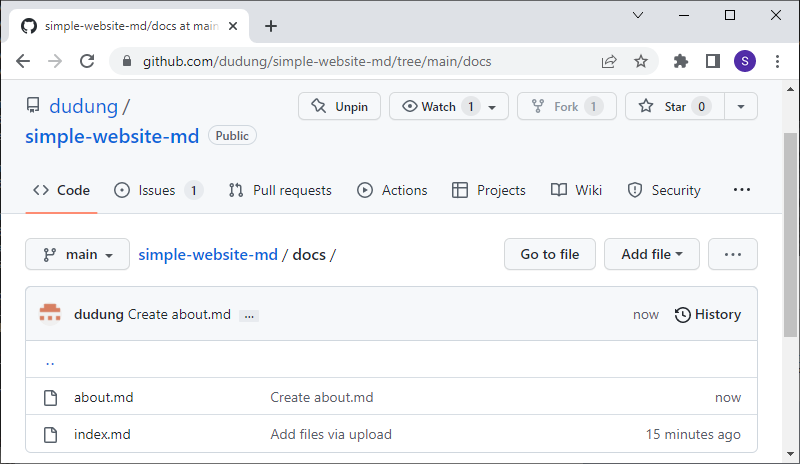 simple-website-md/docs at main
github.com/dudung/simple-website-md/tree/main/docs
S
dudung /
simple-website-md Public
Unpin Watch 1 Fork 1 Star 0
Code Issues 1 Pull requests Actions Projects Wiki Security ...
main simple-website-md / docs / Go to file Add file ...
dudung Create about.md ... now History
..
about.md Create about.md now
index.md Add files via upload 15 minutes ago